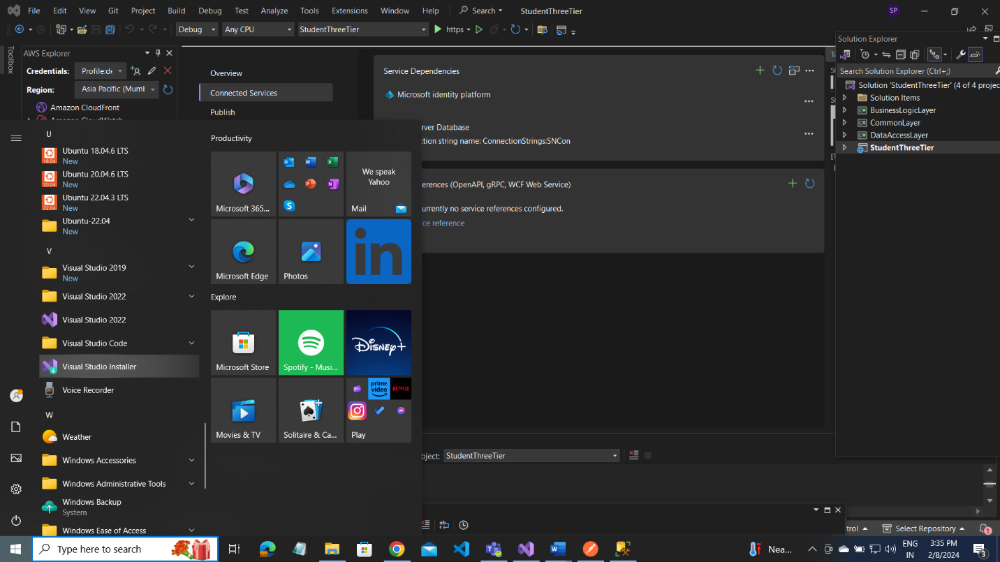 File Edit View Git Project Build Debug Test Analyze Tools Extensions Window Help Search StudentThreeTier SP
Debug Any CPU StudentThreeTier https
Toolbox
AWS Explorer
Credentials: Profile:de
Region: Asia Pacific (Mumb
Amazon CloudFront
Amazon CloudWatch
Overview
Connected Services
Publish
Service Dependencies
Microsoft identity platform
rver Database
ction string name: ConnectionStrings:SNCon
ferences (OpenAPI, gRPC, WCF Web Service)
urrently no service references configured.
ce reference
Solution Explorer
Search Solution Explorer (Ctrl+;)
Solution 'StudentThreeTier' (4 of 4 projec
Solution Items
BusinessLogicLayer
CommonLayer
DataAccessLayer
StudentThreeTier
U
Ubuntu 18.04.6 LTS
New
Ubuntu 20.04.6 LTS
New
Ubuntu 22.04.3 LTS
New
Ubuntu-22.04
New
V
Visual Studio 2019
New
Visual Studio 2022
Visual Studio 2022
Visual Studio Code
Visual Studio Installer
Voice Recorder
W
Weather
Windows Accessories
Windows Administrative Tools
Windows Backup
System
Windows Ease of Access
Productivity
Microsoft 365...
We speak
Yahoo
Mail
Microsoft Edge
Photos
in
Explore
Microsoft Store
Spotify - Musi...
Disney+
Movies & TV
Solitaire & Ca...
prime
video
NETFLIX
Play
oject: StudentThreeTier
trol
Select Repository
1
Type here to search
Nea...
ENG
IN
3:35 PM
2/8/2024
3